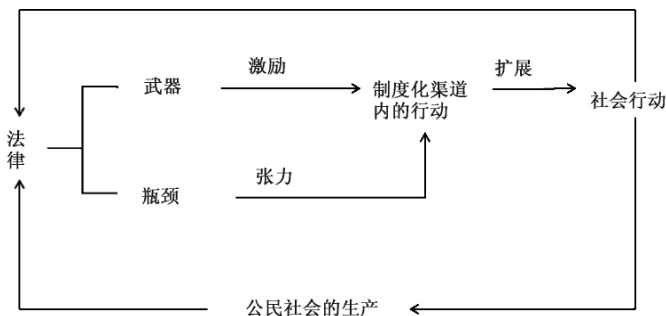 武器
激励
制度化渠道
内的行动
扩展
社会行动
法
律
瓶颈
张力
公民社会的生产